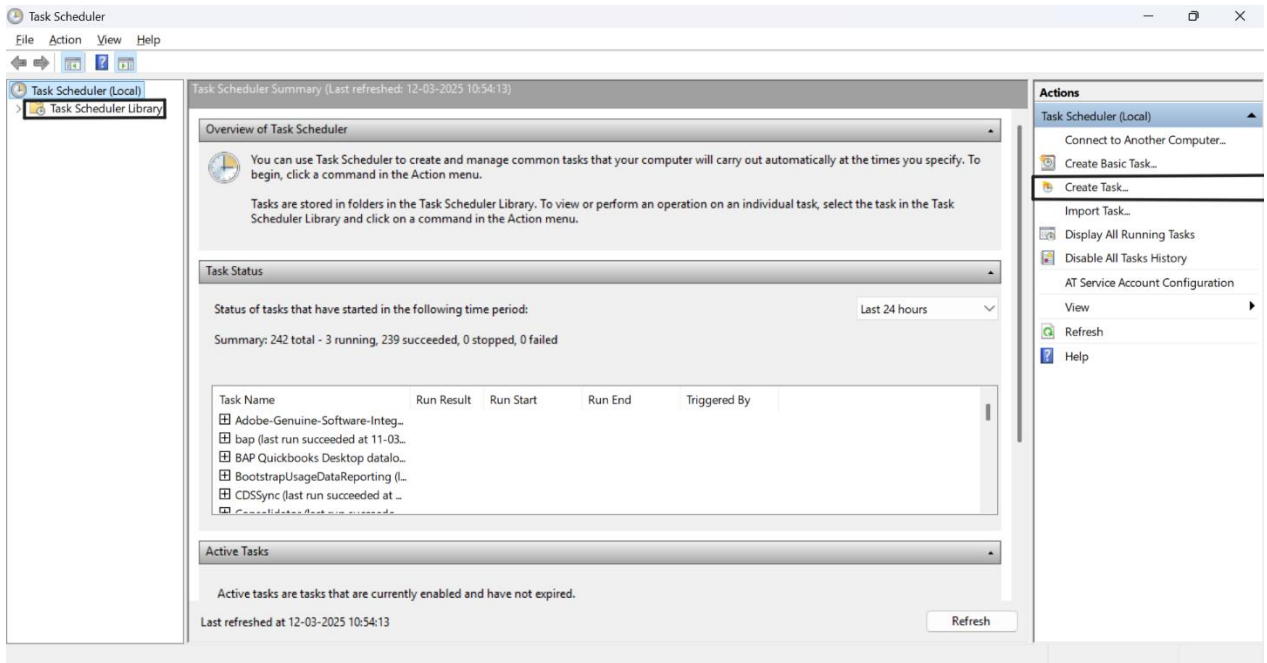 Task Scheduler
File Action View Help
Task Scheduler (Local)
Task Scheduler Library
Task Scheduler Summary (Last refreshed: 12-03-2025 10:54:13)
Overview of Task Scheduler
You can use Task Scheduler to create and manage common tasks that your computer will carry out automatically at the times you specify. To
begin, click a command in the Action menu.
Tasks are stored in folders in the Task Scheduler Library. To view or perform an operation on an individual task, select the task in the Task
Scheduler Library and click on a command in the Action menu.
Task Status
Status of tasks that have started in the following time period: Last 24 hours
Summary: 242 total - 3 running, 239 succeeded, 0 stopped, 0 failed
Task Name Run Result Run Start Run End Triggered By
Adobe-Genuine-Software-Integ...
bap (last run succeeded at 11-03...
BAP Quickbooks Desktop datalo...
BootstrapUsageDataReporting (l...
CDSSync (last run succeeded at ...
Consolidator (last run succeede...
Active Tasks
Active tasks are tasks that are currently enabled and have not expired.
Last refreshed at 12-03-2025 10:54:13 Refresh
Actions
Task Scheduler (Local)
Connect to Another Computer...
Create Basic Task...
Create Task...
Import Task...
Display All Running Tasks
Disable All Tasks History
AT Service Account Configuration
View
Refresh
Help